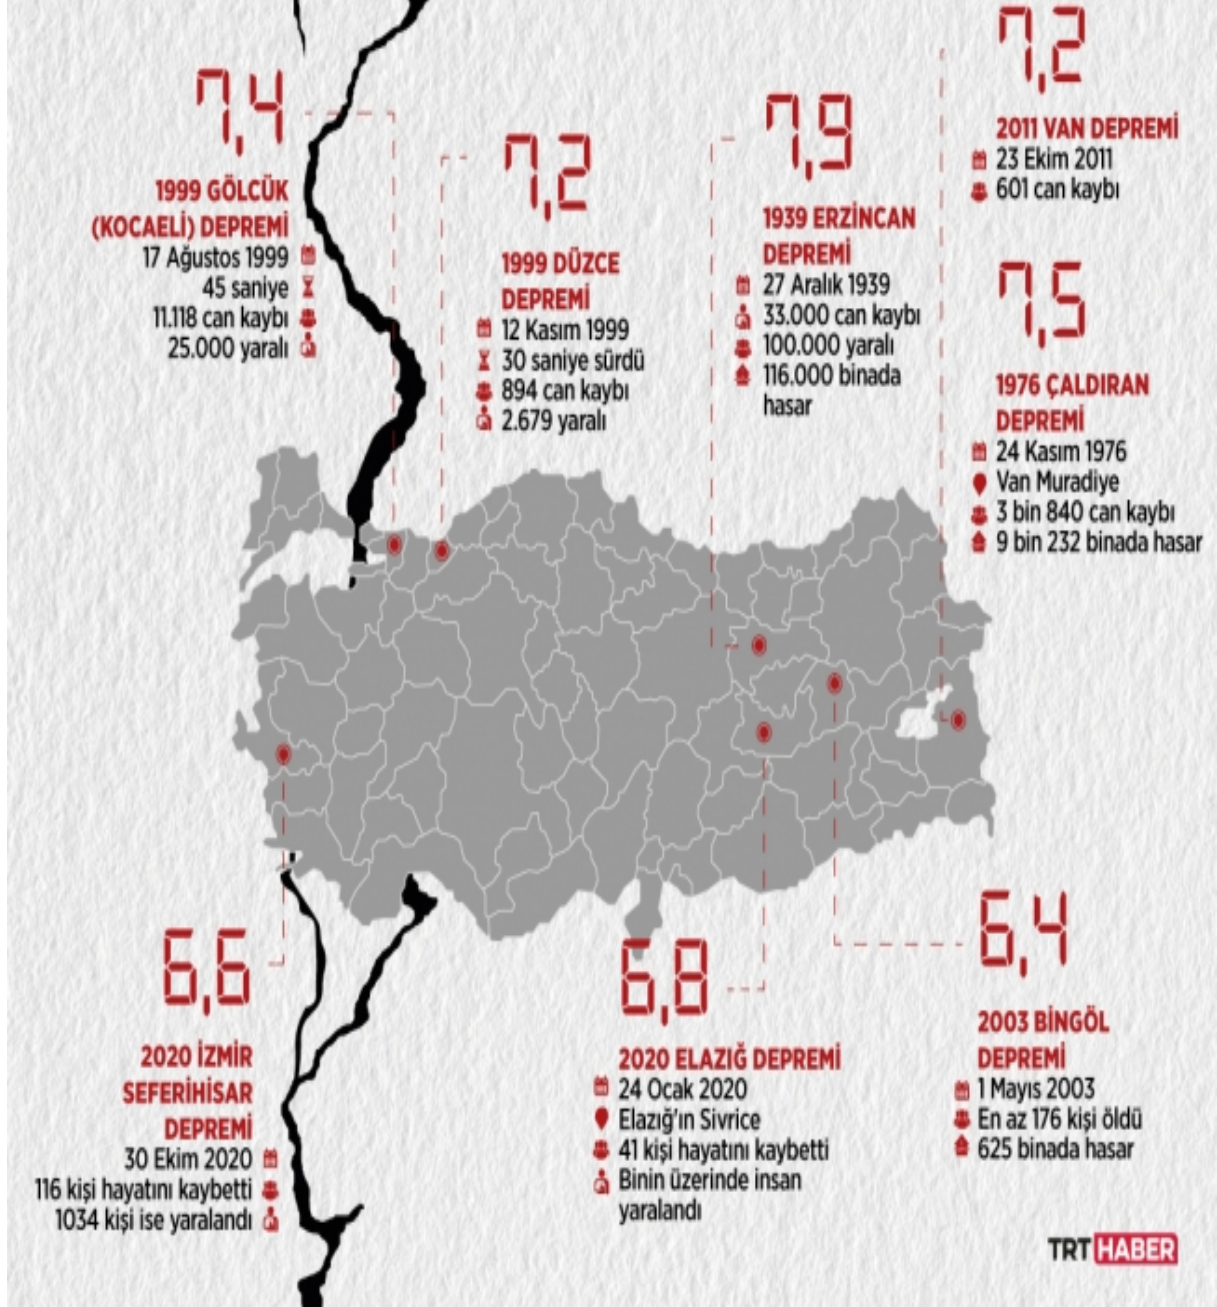 7,4
1999 GÖLCÜK
(KOCAELİ) DEPREMİ
17 Ağustos 1999
45 saniye
11.118 can kaybı
25.000 yaralı
7,2
1999 DÜZCE
DEPREMİ
12 Kasım 1999
30 saniye sürdü
894 can kaybı
2.679 yaralı
7,9
1939 ERZİNCAN
DEPREMİ
27 Aralık 1939
33.000 can kaybı
100.000 yaralı
116.000 binada
hasar
7,2
2011 VAN DEPREMİ
23 Ekim 2011
601 can kaybı
7,5
1976 ÇALDIRAN
DEPREMİ
24 Kasım 1976
Van Muradiye
3 bin 840 can kaybı
9 bin 232 binada hasar
6,6
2020 İZMİR
SEFERİHİSAR
DEPREMİ
30 Ekim 2020
116 kişi hayatını kaybetti
1034 kişi ise yaralandı
6,8
2020 ELAZIĞ DEPREMİ
24 Ocak 2020
Elazığ'ın Sivrice
41 kişi hayatını kaybetti
Binin üzerinde insan
yaralandı
6,4
2003 BİNGÖL
DEPREMİ
1 Mayıs 2003
En az 176 kişi öldü
625 binada hasar
TRT HABER